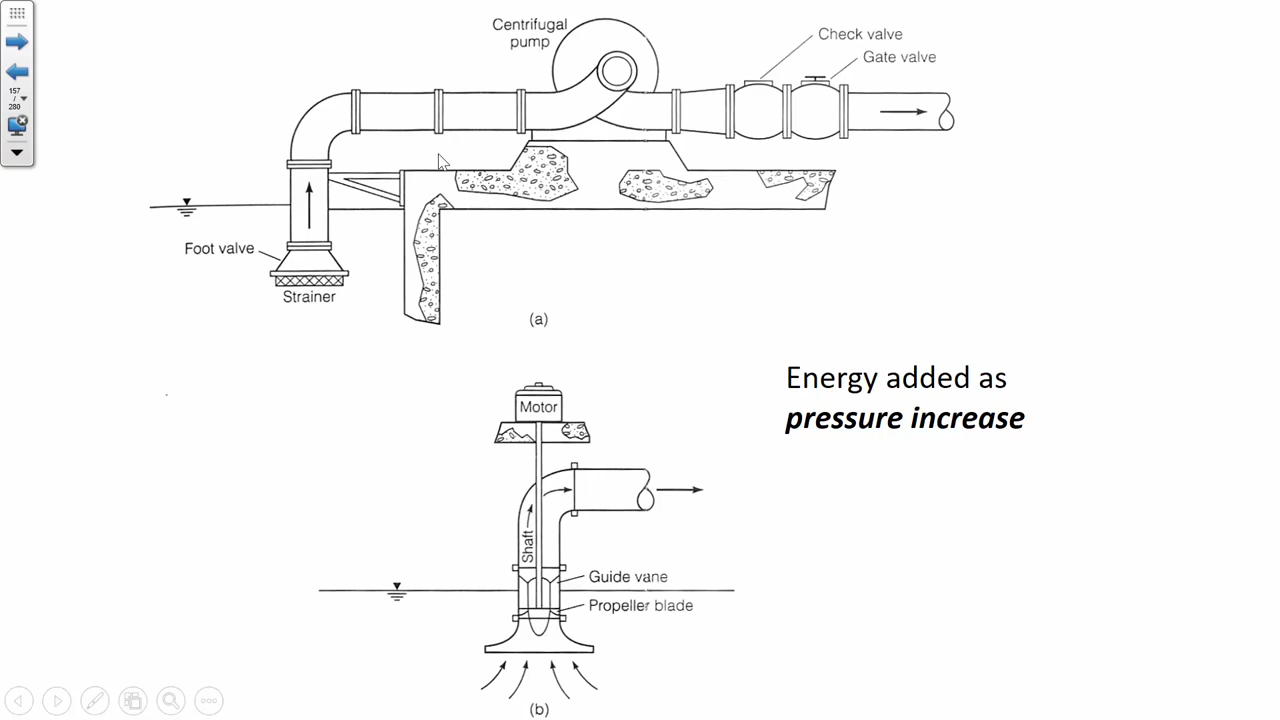 157
/
280
Centrifugal
pump
Check valve
Gate valve
Foot valve
Strainer
(a)
Energy added as
pressure increase
Motor
Shaft
Guide vane
Propeller blade
(b)